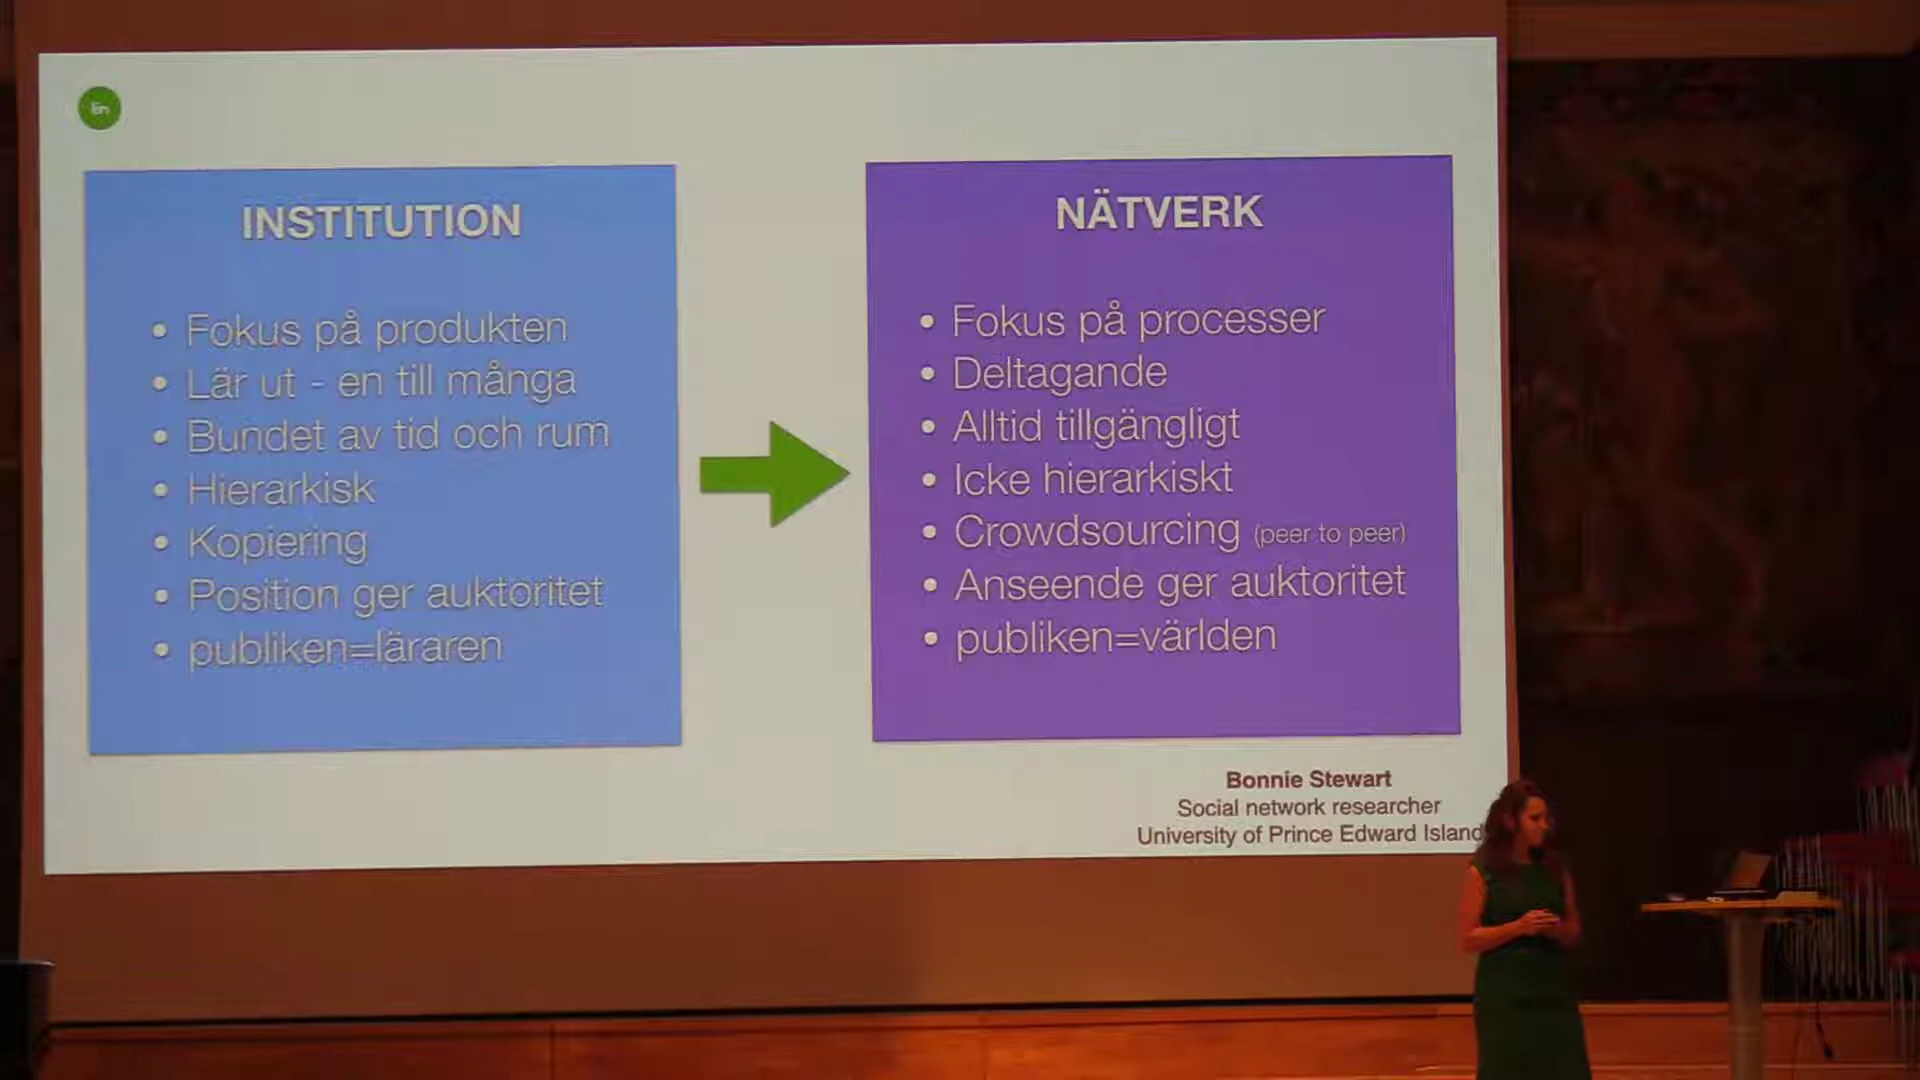 INSTITUTION
• Fokus på produkten
• Lär ut - en till många
• Bundet av tid och rum
• Hierarkisk
• Kopiering
• Position ger auktoritet
• publiken=läraren
NÄTVERK
• Fokus på processer
• Deltagande
• Alltid tillgängligt
• Icke hierarkiskt
• Crowdsourcing (peer to peer)
• Anseende ger auktoritet
• publiken=världen
Bonnie Stewart
Social network researcher
University of Prince Edward Island